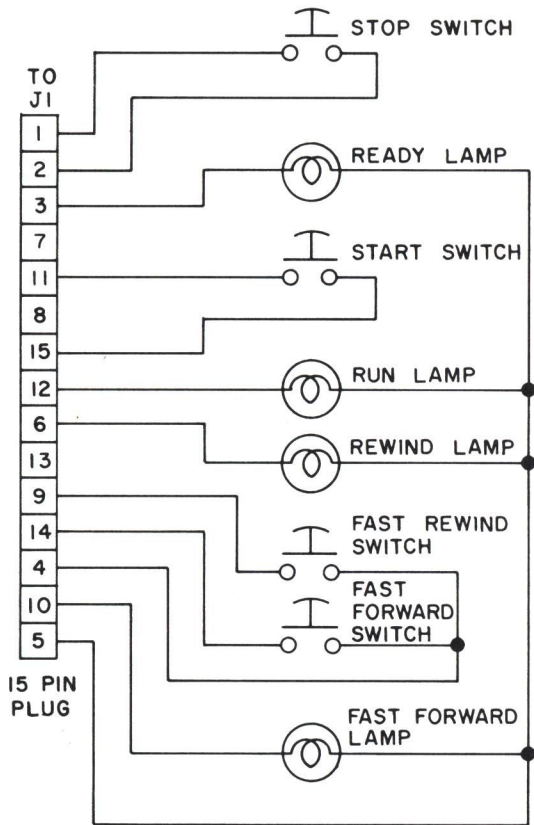 STOP SWITCH
TO
J1
1
2
READY LAMP
3
7
START SWITCH
11
8
15
12
RUN LAMP
6
REWIND LAMP
13
9
FAST REWIND
SWITCH
14
4
FAST
FORWARD
SWITCH
10
5
15 PIN
PLUG
FAST FORWARD
LAMP